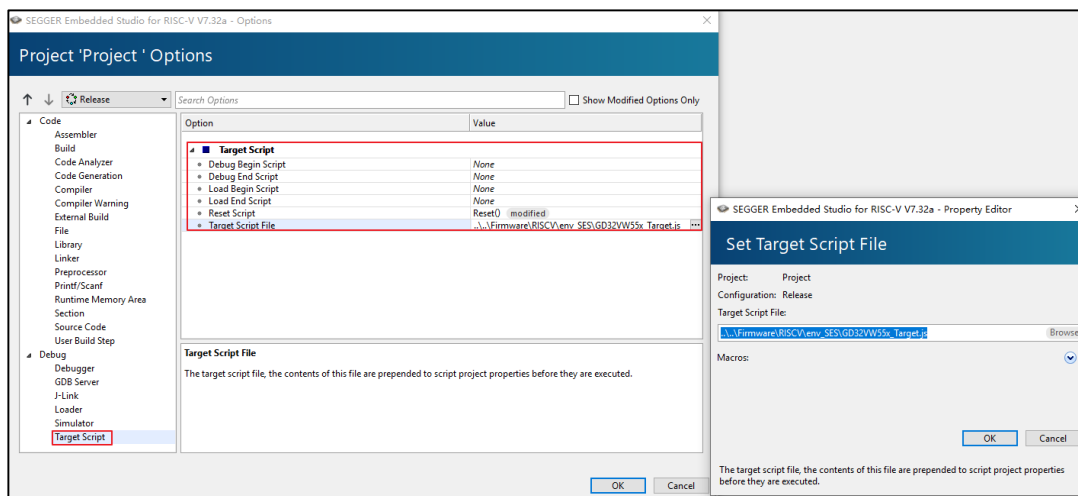 SEGGER Embedded Studio for RISC-V V7.32a - Options
Project 'Project ' Options
Release
Search Options
Show Modified Options Only
Code
Assembler
Build
Code Analyzer
Code Generation
Compiler
Compiler Warning
External Build
File
Library
Linker
Preprocessor
Printf/Scanf
Runtime Memory Area
Section
Source Code
User Build Step
Debug
Debugger
GDB Server
J-Link
Loader
Simulator
Target Script
Option Value
Target Script
Debug Begin Script None
Debug End Script None
Load Begin Script None
Load End Script None
Reset Script Reset() modified
Target Script File ..\..\Firmware\RISCV\env_SES\GD32VW55x_Target.js ...
Target Script File
The target script file, the contents of this file are prepended to script project properties before they are executed.
OK Cancel
SEGGER Embedded Studio for RISC-V V7.32a - Property Editor
Set Target Script File
Project: Project
Configuration: Release
Target Script File:
..\..\Firmware\RISCV\env_SES\GD32VW55x_Target.js Browse
Macros:
OK Cancel
The target script file, the contents of this file are prepended to script project properties
before they are executed.